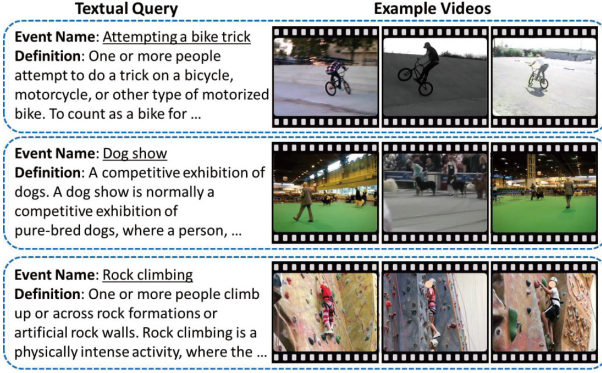 Textual Query
Example Videos
Event Name: Attempting a bike trick
Definition: One or more people
attempt to do a trick on a bicycle,
motorcycle, or other type of motorized
bike. To count as a bike for ...
Event Name: Dog show
Definition: A competitive exhibition of
dogs. A dog show is normally a
competitive exhibition of
pure-bred dogs, where a person, ...
Event Name: Rock climbing
Definition: One or more people climb
up or across rock formations or
artificial rock walls. Rock climbing is a
physically intense activity, where the ...